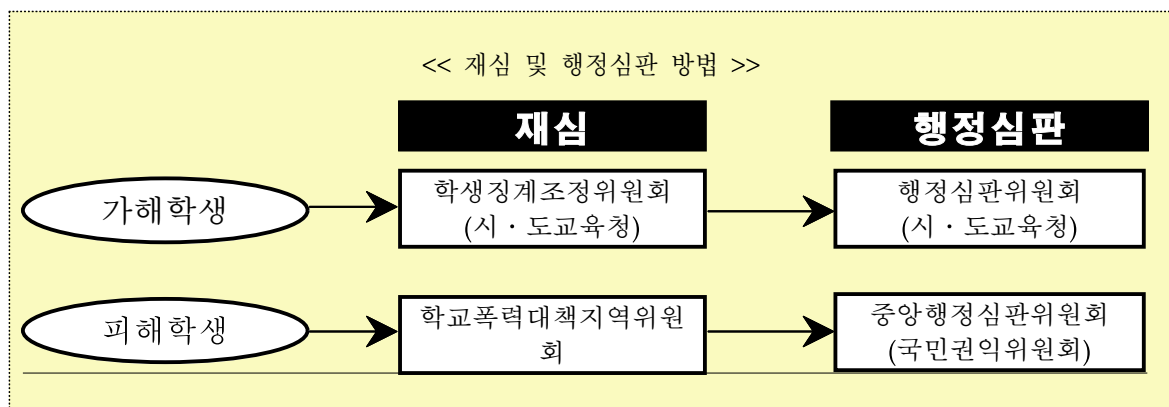 << 재심 및 행정심판 방법 >>
재심
행정심판
가해학생
학생징계조정위원회
(시・도교육청)
행정심판위원회
(시・도교육청)
피해학생
학교폭력대책지역위원
회
중앙행정심판위원회
(국민권익위원회)